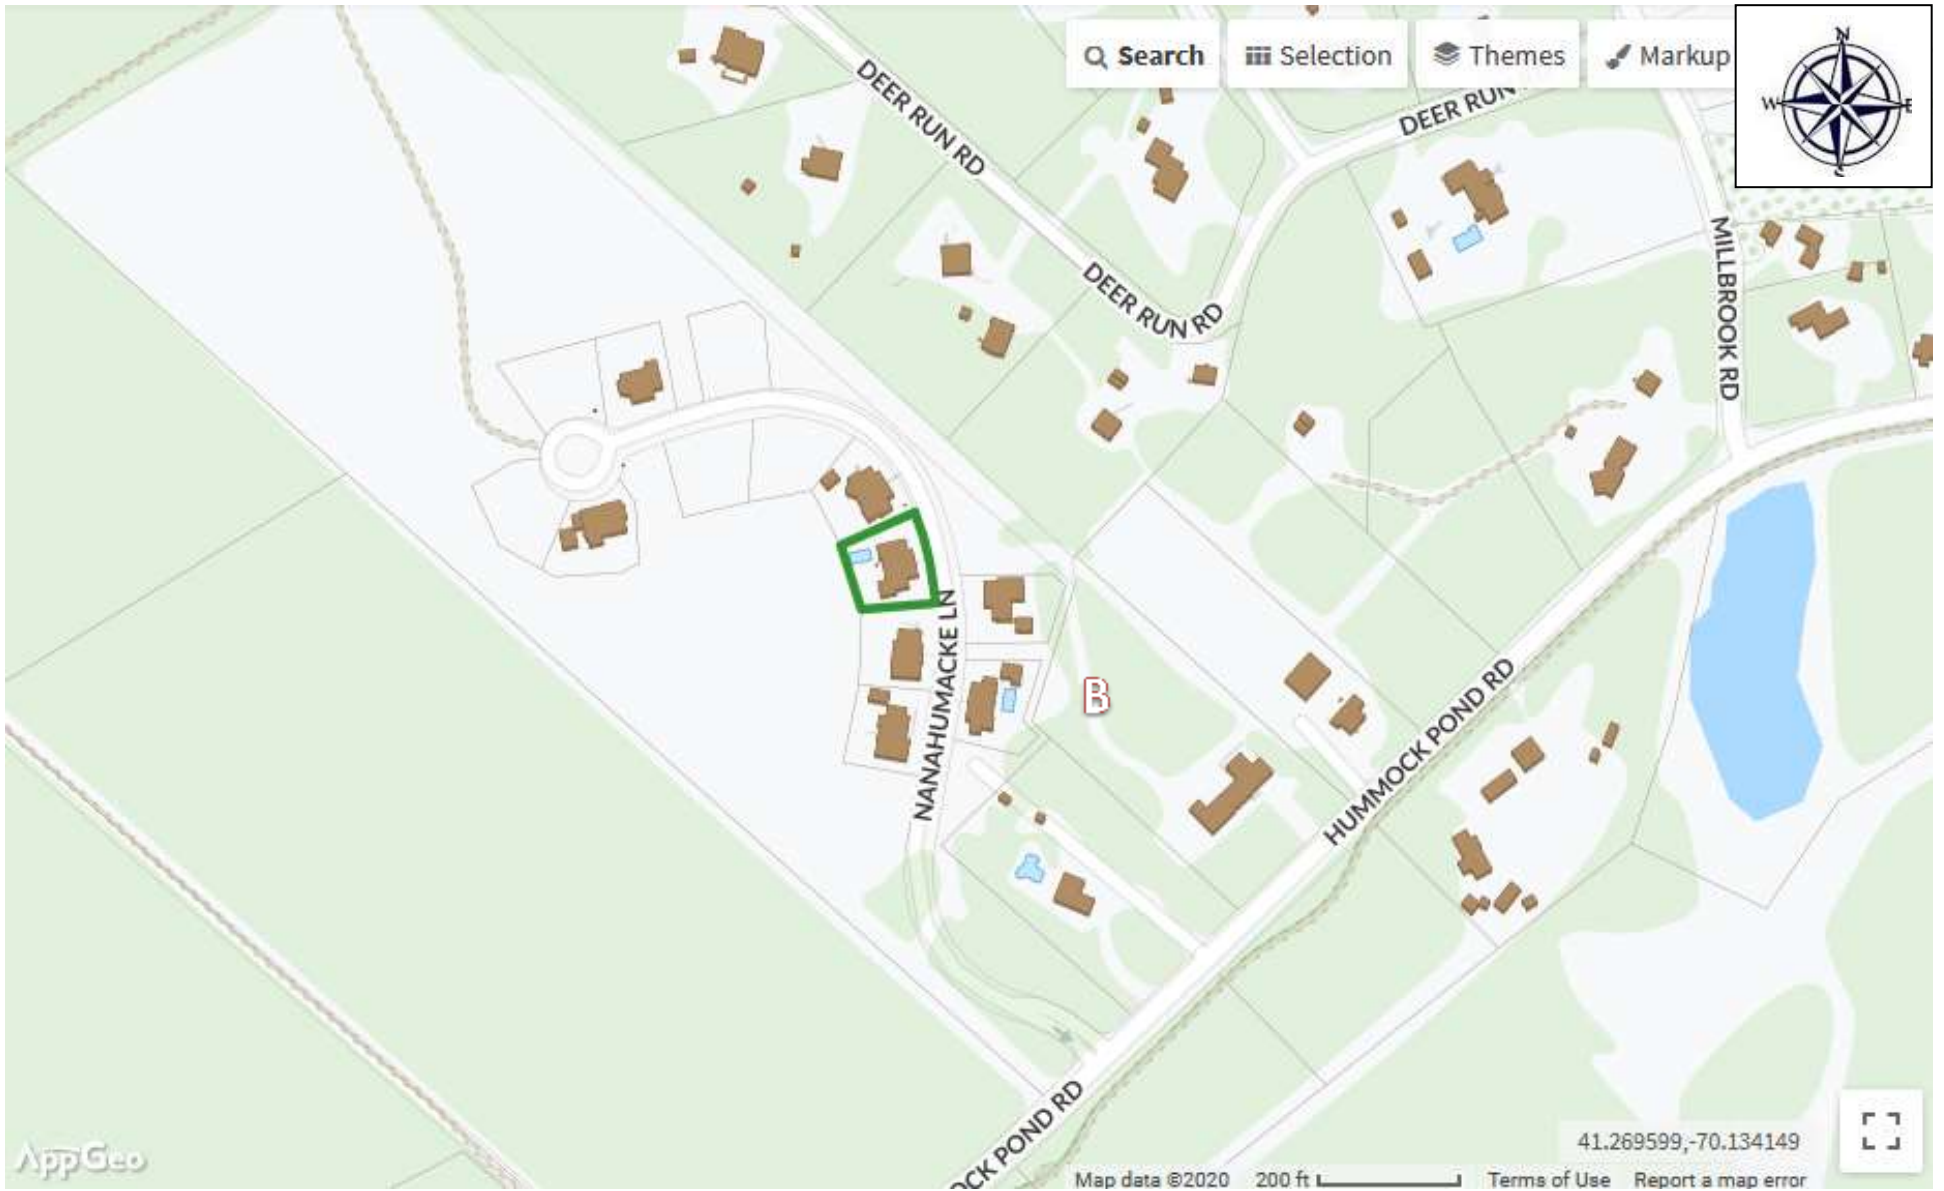 Search
Selection
Themes
Markup
N
W
E
S
DEER RUN RD
DEER RUN
DEER RUN RD
MILLBROOK RD
NANAHUMACKE LN
B
HUMMOCK POND RD
OCK POND RD
41.269599,-70.134149
AppGeo
Map data ©2020 200 ft Terms of Use Report a map error